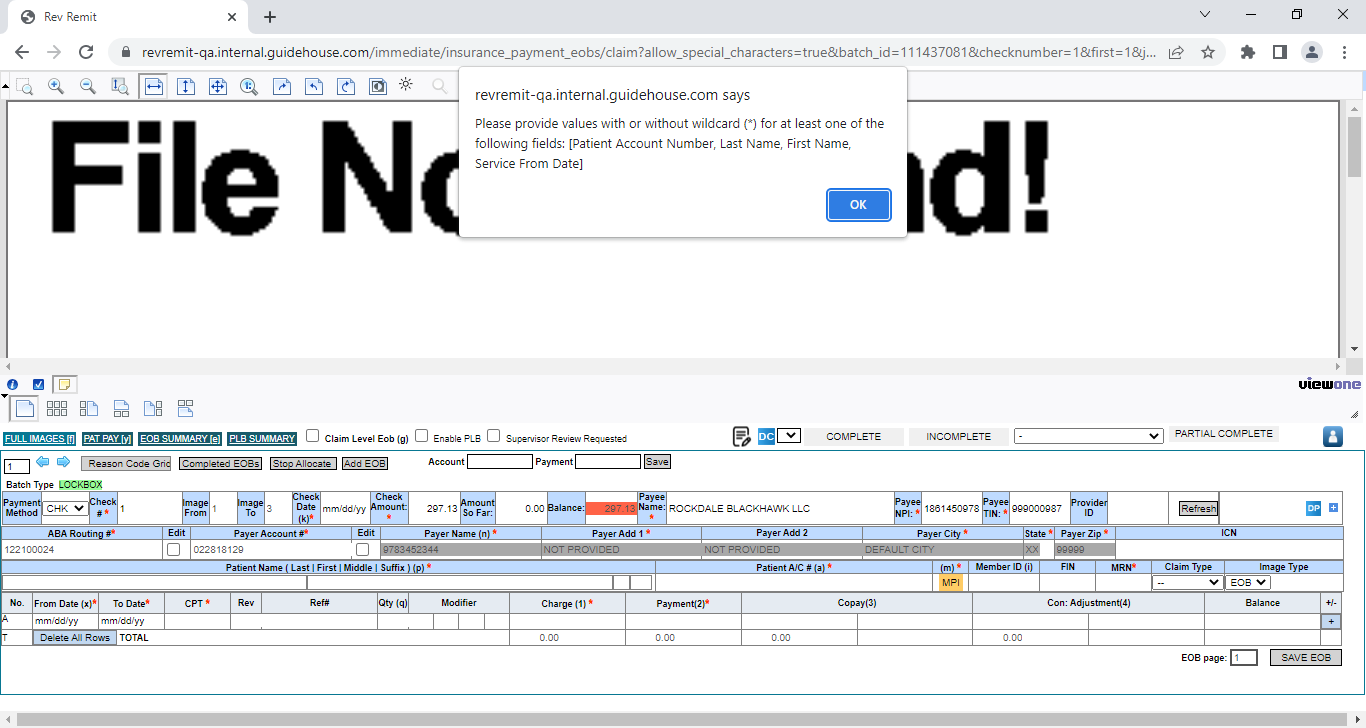 Rev Remit
revremit-qa.internal.guidehouse.com/immediate/insurance_payment_eobs/claim?allow_special_characters=true&batch_id=111437081&checknumber=1&first=1&j...
revremit-qa.internal.guidehouse.com says
Please provide values with or without wildcard (*) for at least one of the
following fields: [Patient Account Number, Last Name, First Name,
Service From Date]
OK
File No nd!
viewone
FULL IMAGES [f] PAT PAY [y] EOB SUMMARY [e] PLB SUMMARY Claim Level Eob (g) Enable PLB Supervisor Review Requested DC COMPLETE INCOMPLETE - PARTIAL COMPLETE
1 Reason Code Grid Completed EOBs Stop Allocate Add EOB Account Payment Save
Batch Type LOCKBOX
Payment Method CHK Check # * 1 Image From 1 Image To 3 Check Date (k)* mm/dd/yy Check Amount: * 297.13 Amount So Far: 0.00 Balance: 297.13 Payee Name: * ROCKDALE BLACKHAWK LLC Payee NPI: * 1861450978 Payee TIN: * 999000987 Provider ID Refresh DP
ABA Routing #* Edit Payer Account #* Edit Payer Name (n) * Payer Add 1 * Payer Add 2 Payer City * State * Payer Zip * ICN
122100024 022818129 9783452344 NOT PROVIDED NOT PROVIDED DEFAULT CITY XX 99999
Patient Name ( Last | First | Middle | Suffix ) (p) * Patient A/C # (a) * (m) * Member ID (i) FIN MRN* Claim Type Image Type
MPI -- EOB
No. From Date (x)* To Date* CPT * Rev Ref# Qty (q) Modifier Charge (1) * Payment(2)* Copay(3) Con: Adjustment(4) Balance +/-
A mm/dd/yy mm/dd/yy +
T Delete All Rows TOTAL 0.00 0.00 0.00 0.00
EOB page: 1 SAVE EOB